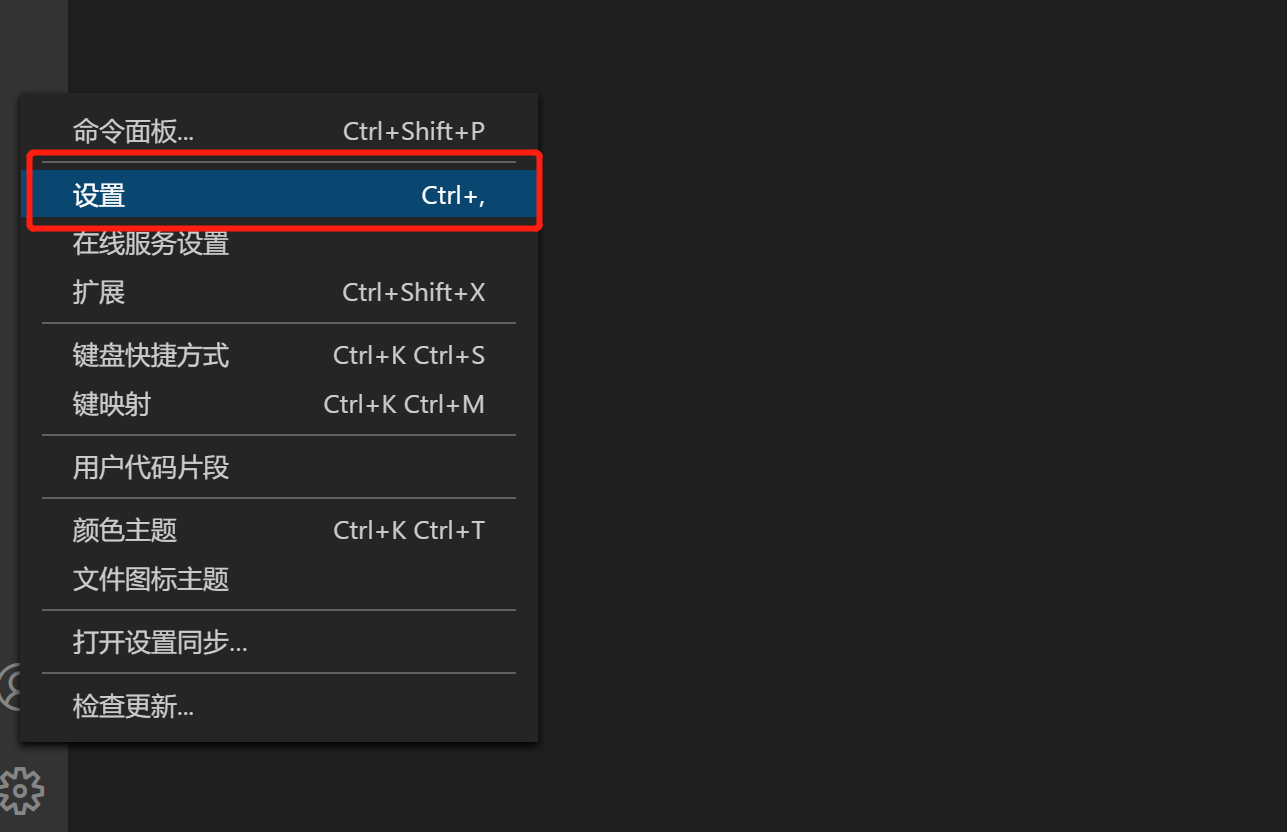 命令面板... Ctrl+Shift+P
设置 Ctrl+,
在线服务设置
扩展 Ctrl+Shift+X
键盘快捷方式 Ctrl+K Ctrl+S
键映射 Ctrl+K Ctrl+M
用户代码片段
颜色主题 Ctrl+K Ctrl+T
文件图标主题
打开设置同步...
检查更新...